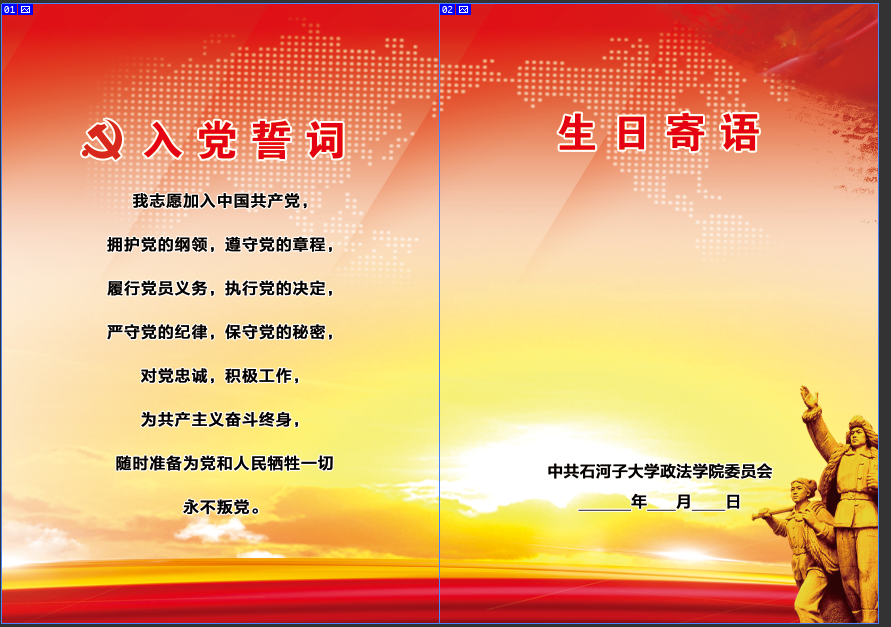 01
02
入党誓词
我志愿加入中国共产党，
拥护党的纲领，遵守党的章程，
履行党员义务，执行党的决定，
严守党的纪律，保守党的秘密，
对党忠诚，积极工作，
为共产主义奋斗终身，
随时准备为党和人民牺牲一切
永不叛党。
生日寄语
中共石河子大学政法学院委员会
______年___月____日